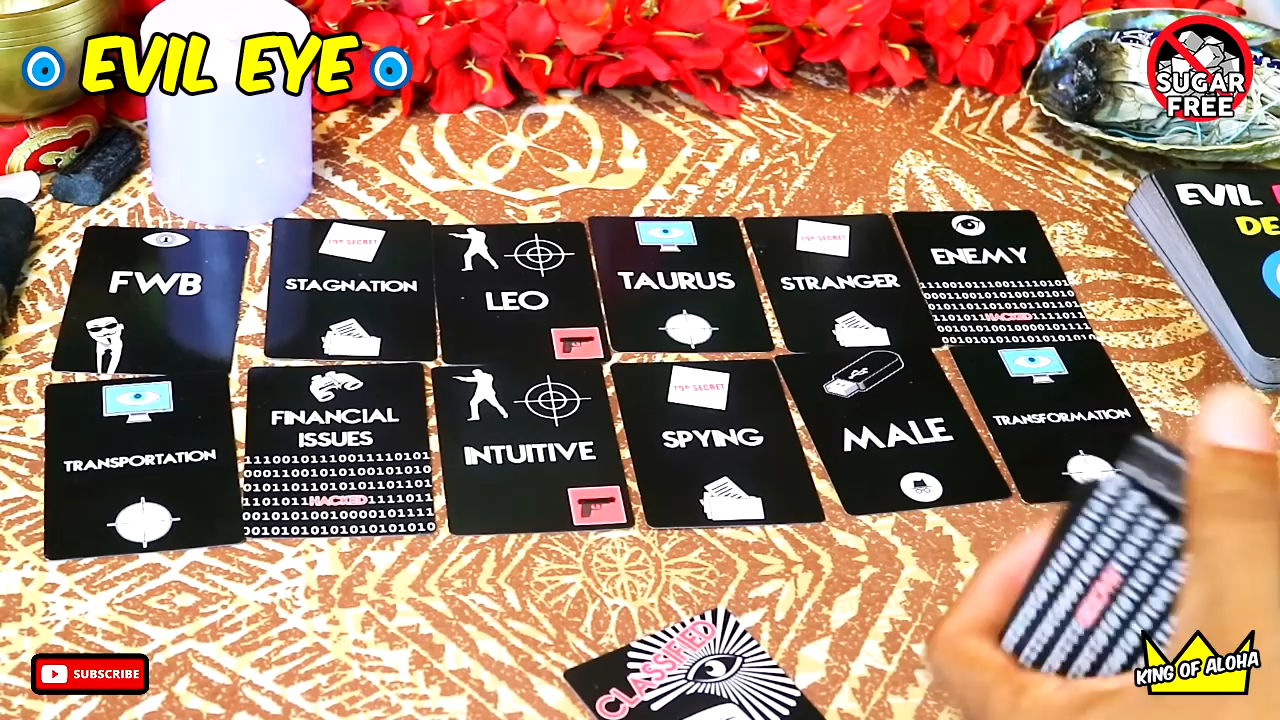 EVIL EYE
SUGAR
FREE
EVIL
FWB
TOP SECRET
STAGNATION
LEO
TAURUS
TOP SECRET
STRANGER
ENEMY
HACKED
TRANSPORTATION
FINANCIAL
ISSUES
1110010111001111010101
HACKED
INTUITIVE
TOP SECRET
SPYING
MALE
TRANSFORMATION
CLASSIFIED
SUBSCRIBE
KING OF ALOHA